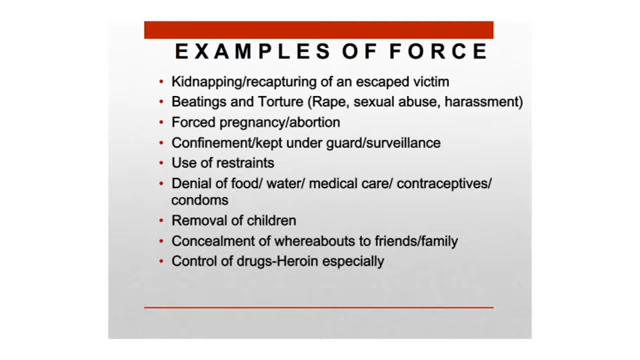 EXAMPLES OF FORCE
• Kidnapping/recapturing of an escaped victim
• Beatings and Torture (Rape, sexual abuse, harassment)
• Forced pregnancy/abortion
• Confinement/kept under guard/surveillance
• Use of restraints
• Denial of food/ water/ medical care/ contraceptives/
condoms
• Removal of children
• Concealment of whereabouts to friends/family
• Control of drugs-Heroin especially